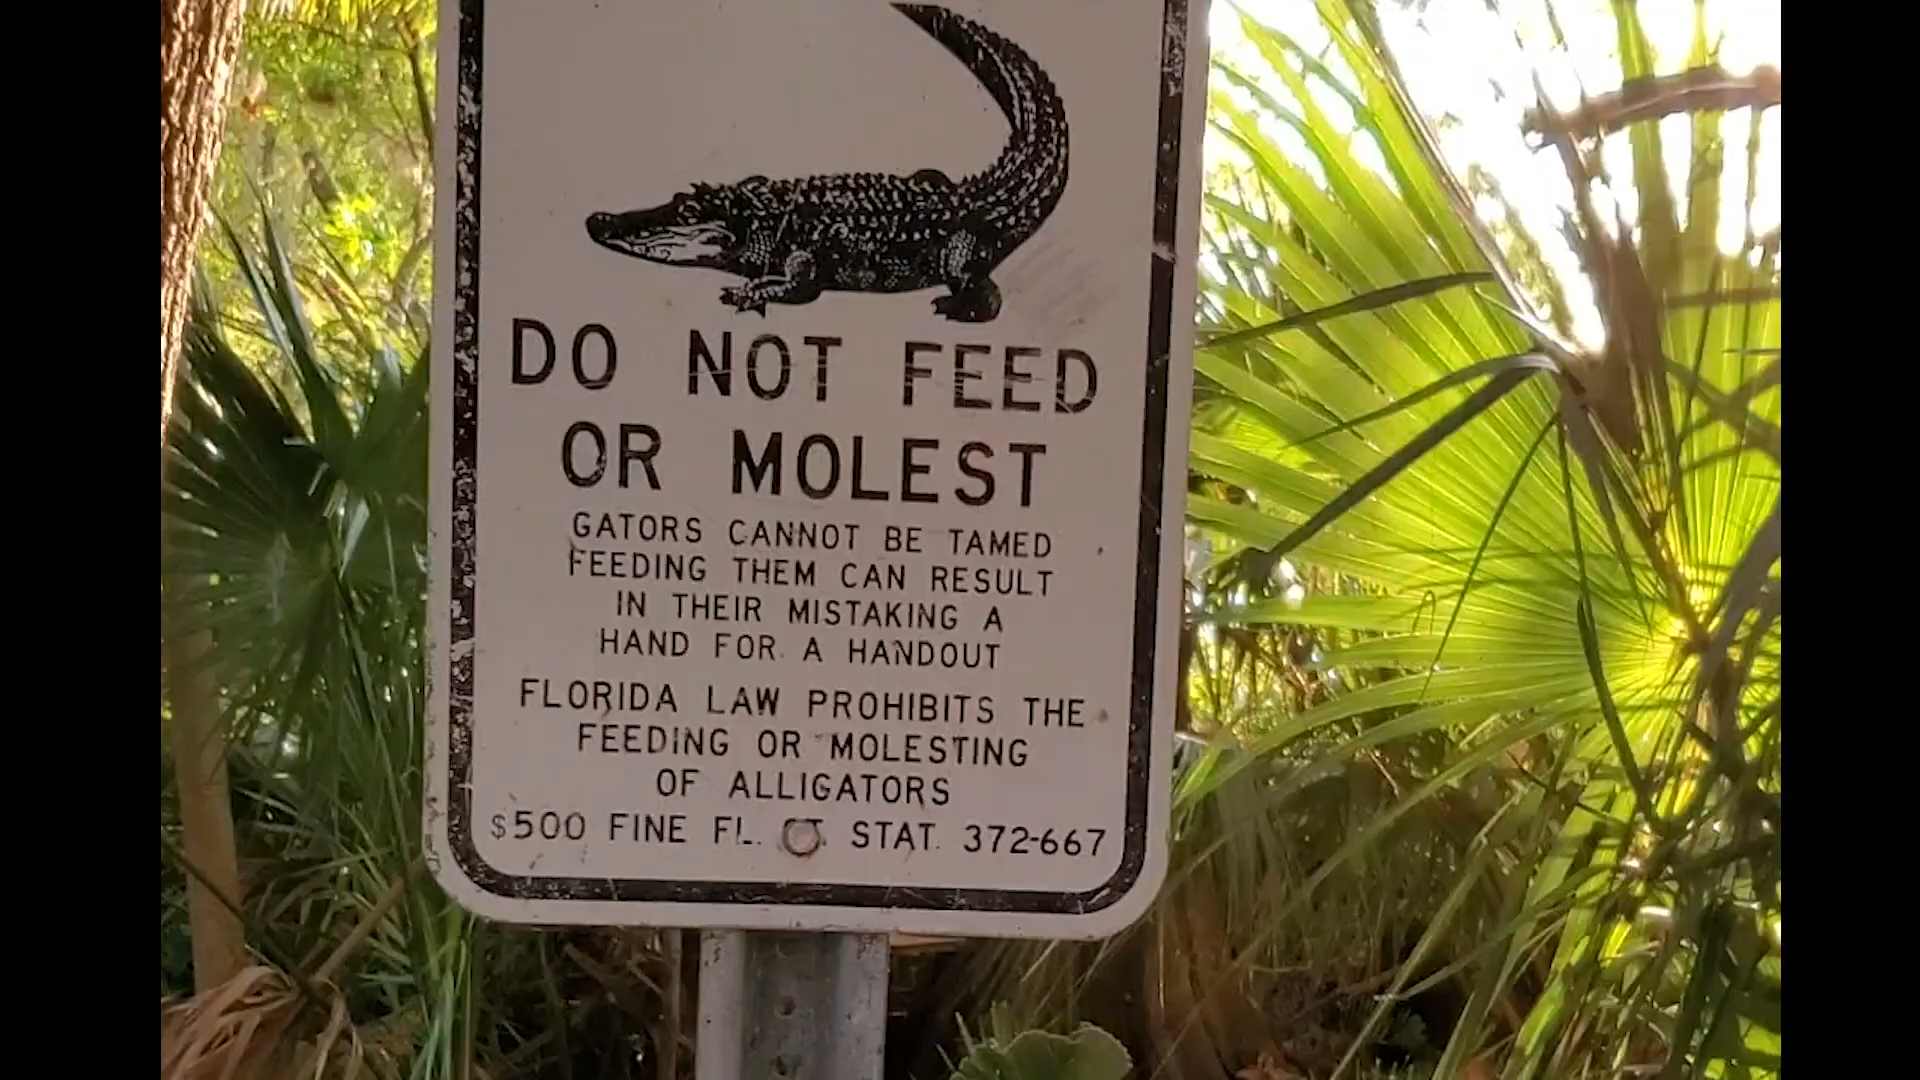 DO NOT FEED
OR MOLEST
GATORS CANNOT BE TAMED
FEEDING THEM CAN RESULT
IN THEIR MISTAKING A
HAND FOR A HANDOUT
FLORIDA LAW PROHIBITS THE
FEEDING OR MOLESTING
OF ALLIGATORS
$500 FINE FL. STAT. 372-667